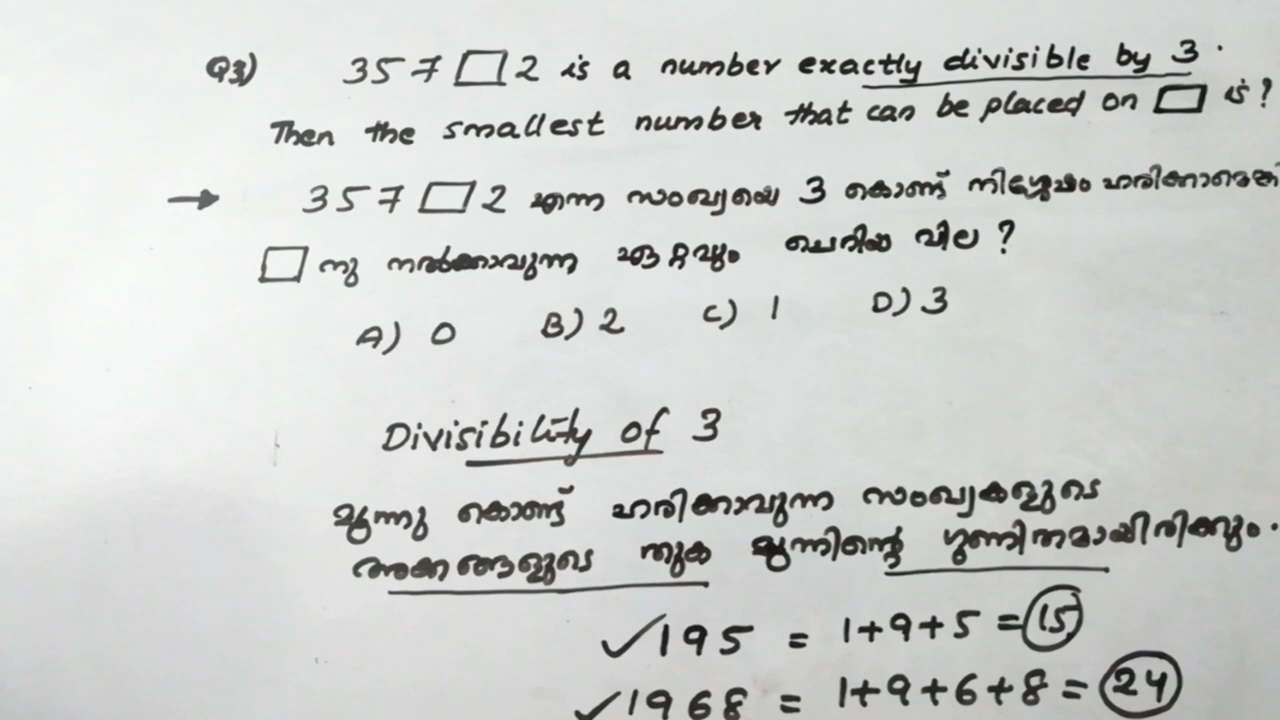 Q3) 357 □ 2 is a number exactly divisible by 3.
Then the smallest number that can be placed on □ is?
→ 357 □ 2 എന്ന സംഖ്യയെ 3 കൊണ്ട് നിശ്ശേഷം
□ നു നൽകാവുന്ന ഏറ്റവും ചെറിയ വില ?
A) 0 B) 2 C) 1 D) 3
Divisibility of 3
മൂന്നു കൊണ്ട് ഹരിക്കാവുന്ന സംഖ്യകളുടെ
അക്കങ്ങളുടെ തുക മൂന്നിന്റെ ഗുണിതമായിരിക്കും.
✓195 = 1+9+5 = 15
✓1968 = 1+9+6+8 = 24